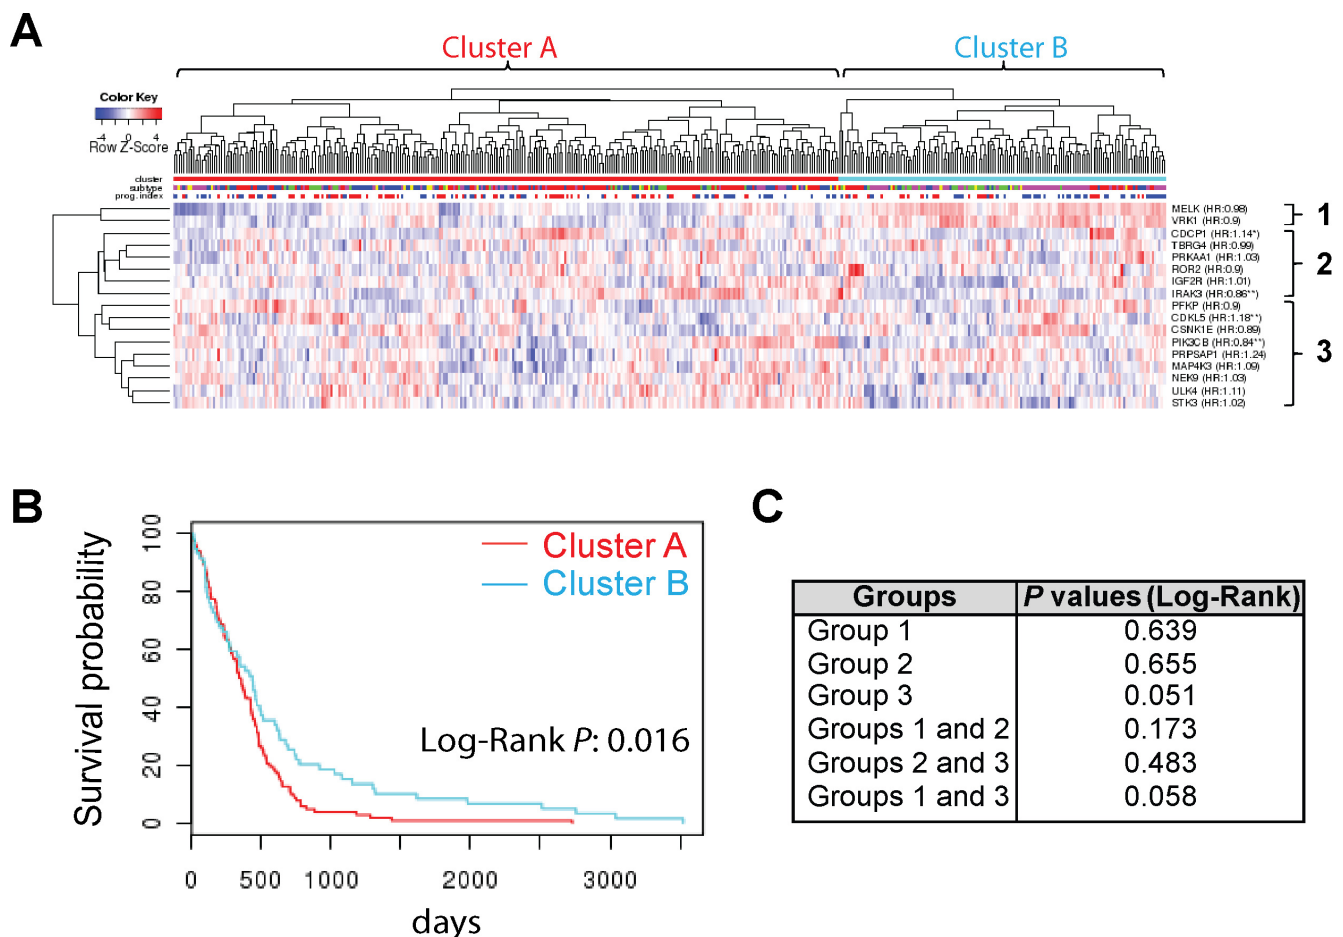 A
Cluster A
Cluster B
Color Key
-4 0 4
Row Z-Score
cluster
subtype
prog.index
MELK (HR:0.98)
VRK1 (HR:0.9)
CDCP1 (HR:1.14*)
TBRG4 (HR:0.99)
PRKAA1 (HR:1.03)
ROR2 (HR:0.9)
IGF2R (HR:1.01)
IRAK3 (HR:0.86**)
PFKP (HR:0.9)
CDKL5 (HR:1.18**)
CSNK1E (HR:0.89)
PIK3CB (HR:0.84**)
PRPSAP1 (HR:1.24)
MAP4K3 (HR:1.09)
NEK9 (HR:1.03)
ULK4 (HR:1.11)
STK3 (HR:1.02)
1
2
3
B
Survival probability
100
80
60
40
20
0
Cluster A
Cluster B
Log-Rank P: 0.016
0 500 1000 2000 3000
days
C
Groups P values (Log-Rank)
Group 1 0.639
Group 2 0.655
Group 3 0.051
Groups 1 and 2 0.173
Groups 2 and 3 0.483
Groups 1 and 3 0.058